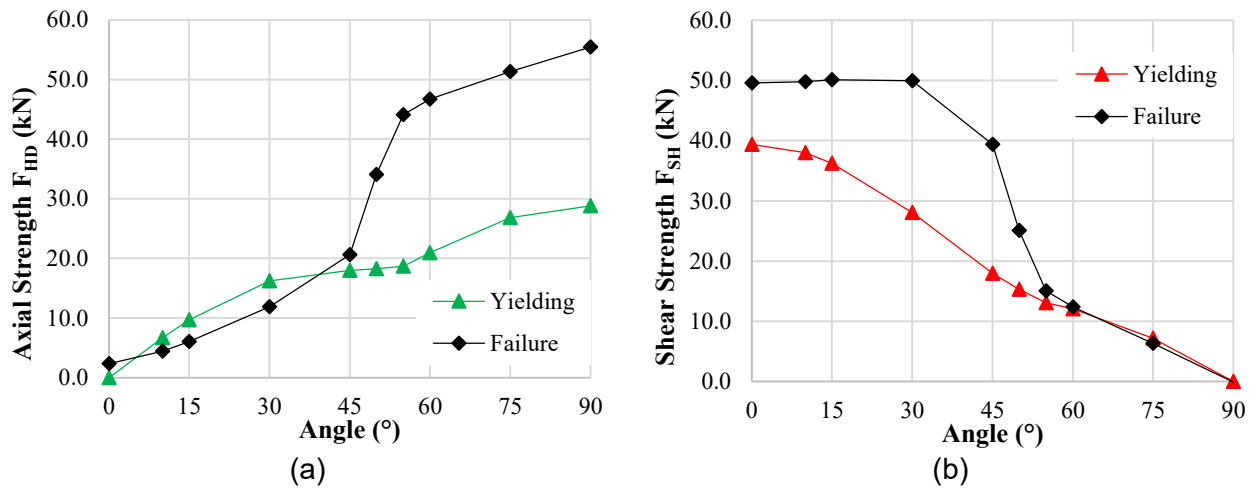 60.0
50.0
40.0
30.0
20.0
10.0
0.0
Axial Strength F_HD (kN)
Yielding
Failure
0 15 30 45 60 75 90
Angle (°)
(a)
60.0
50.0
40.0
30.0
20.0
10.0
0.0
Shear Strength F_SH (kN)
Yielding
Failure
0 15 30 45 60 75 90
Angle (°)
(b)